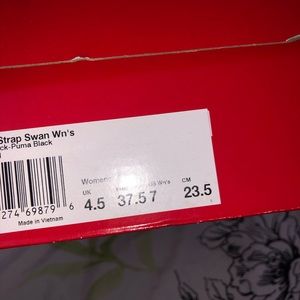 Strap Swan Wn's
ck-Puma Black
Women
UK
US Wn's
CM
4.5
37.5
7
23.5
274 69879 6
Made in Vietnam